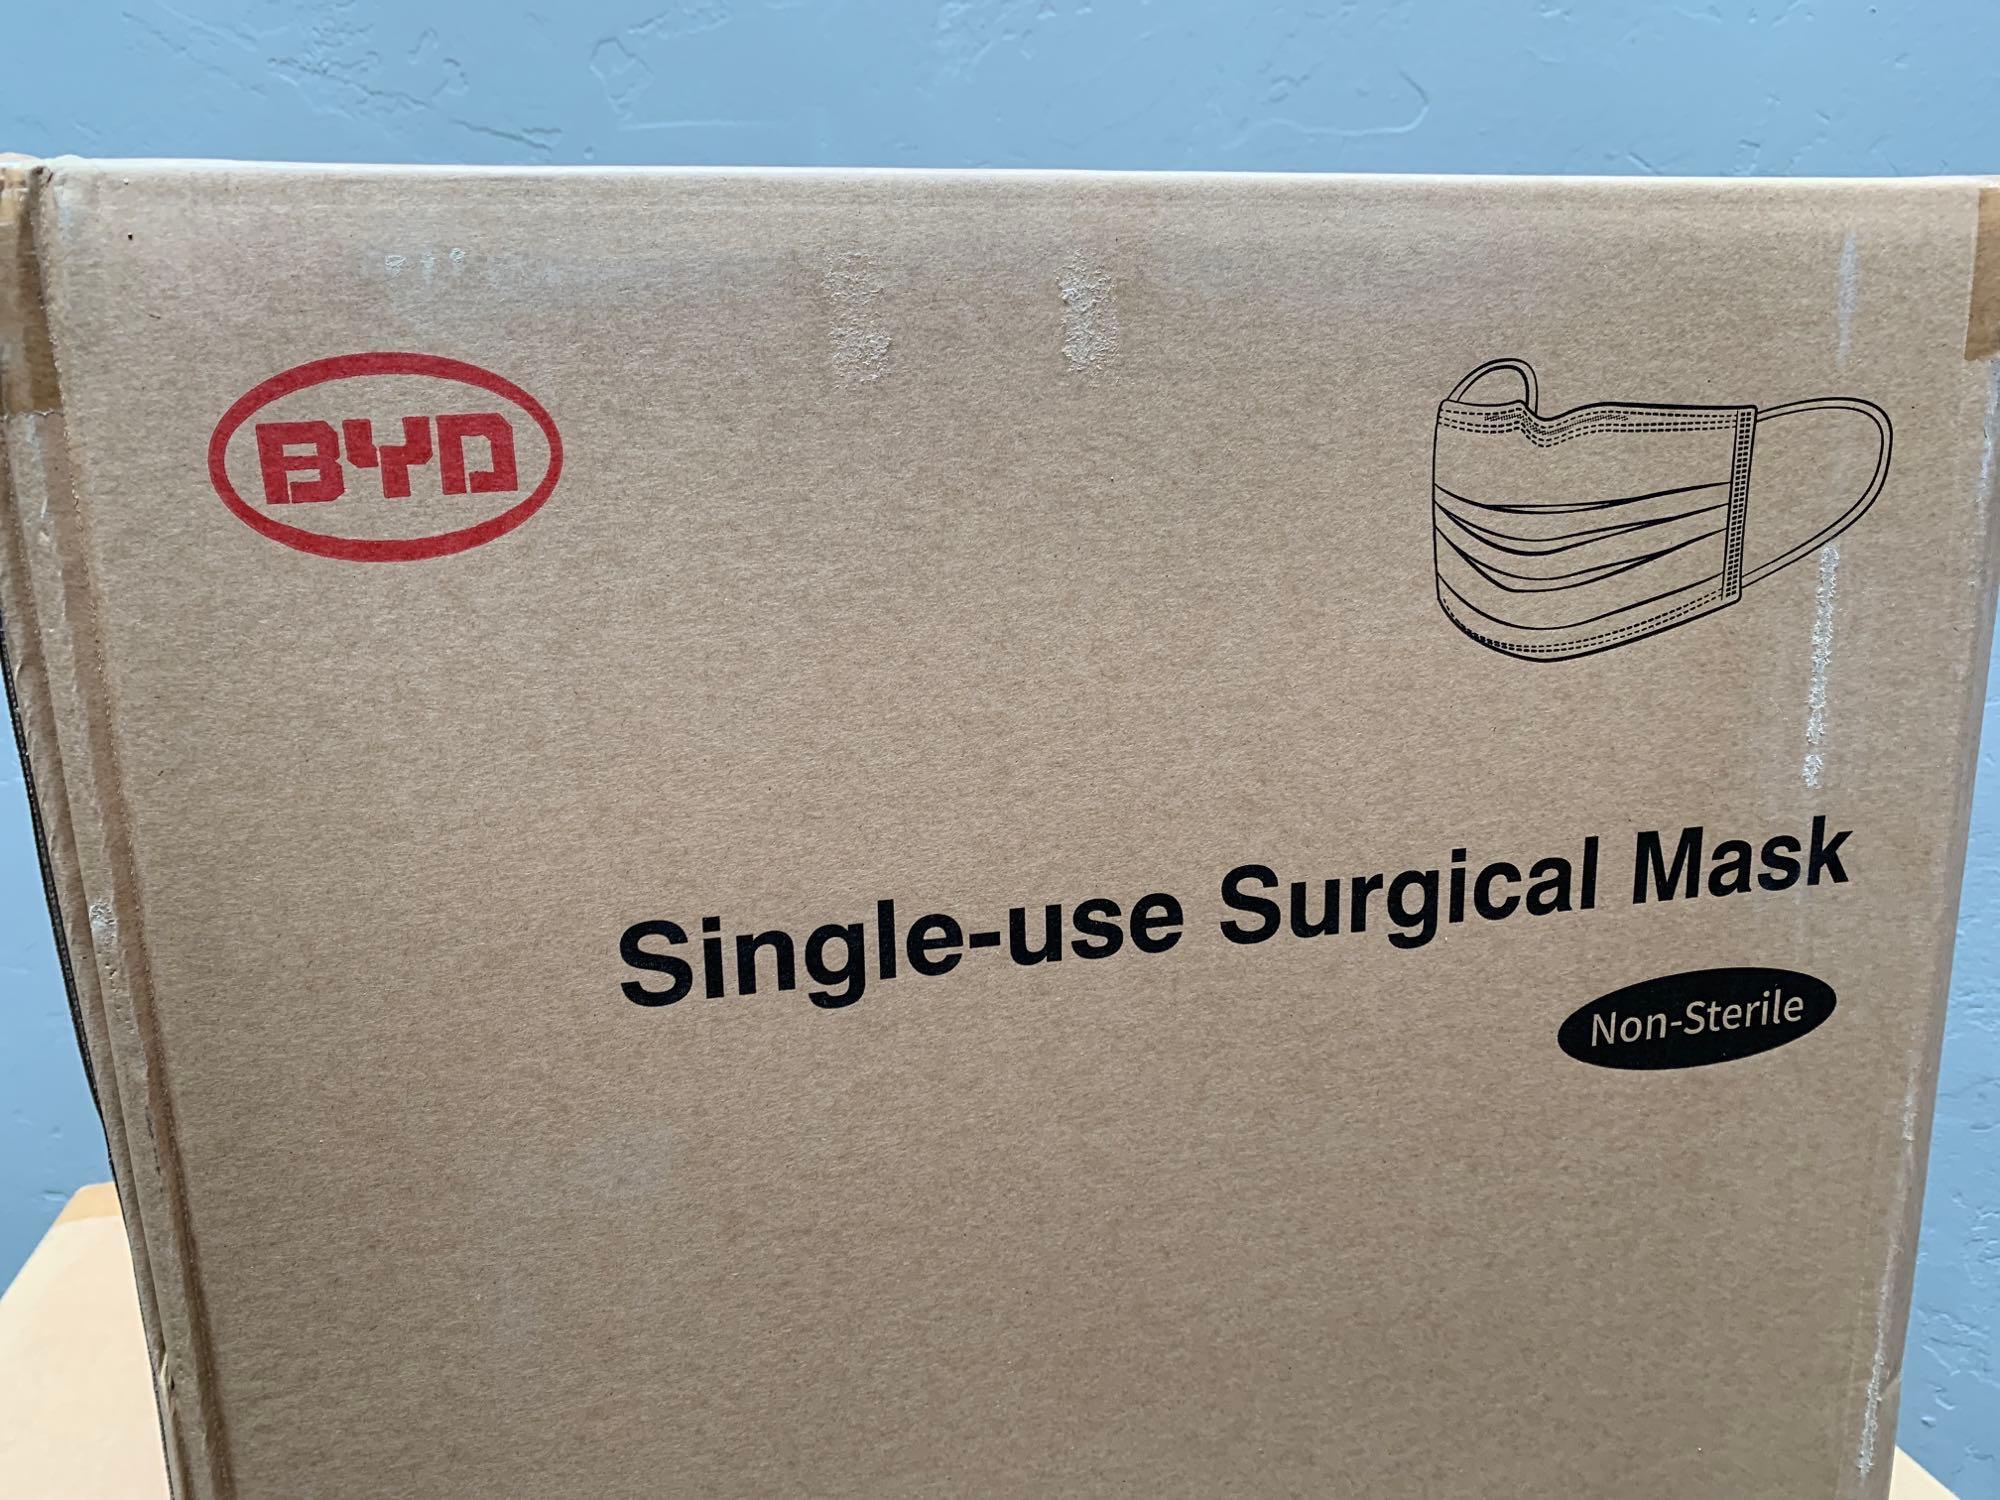 BYD
Single-use Surgical Mask
Non-Sterile